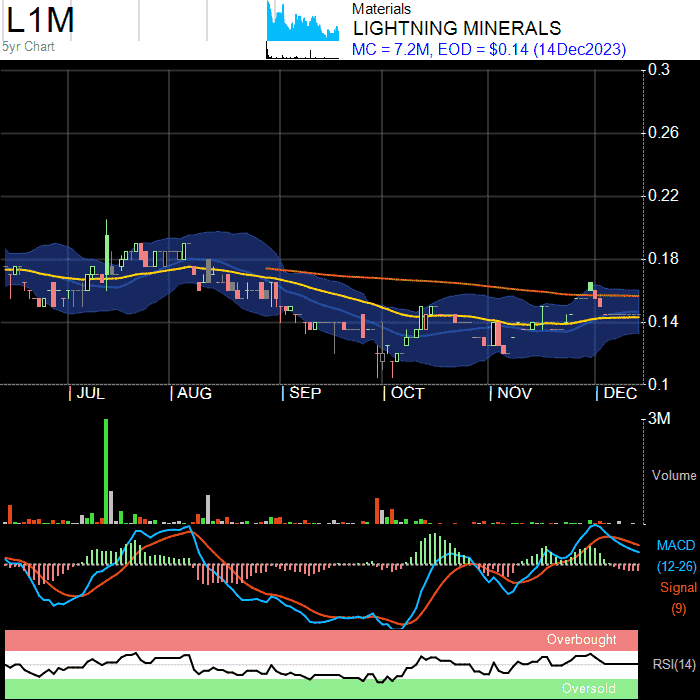 L1M
5yr Chart
Materials
LIGHTNING MINERALS
MC = 7.2M, EOD = $0.14 (14Dec2023)
0.3
0.26
0.22
0.18
0.14
0.1
JUL AUG SEP OCT NOV DEC
3M
Volume
MACD
(12-26)
Signal
(9)
Overbought
RSI(14)
Oversold